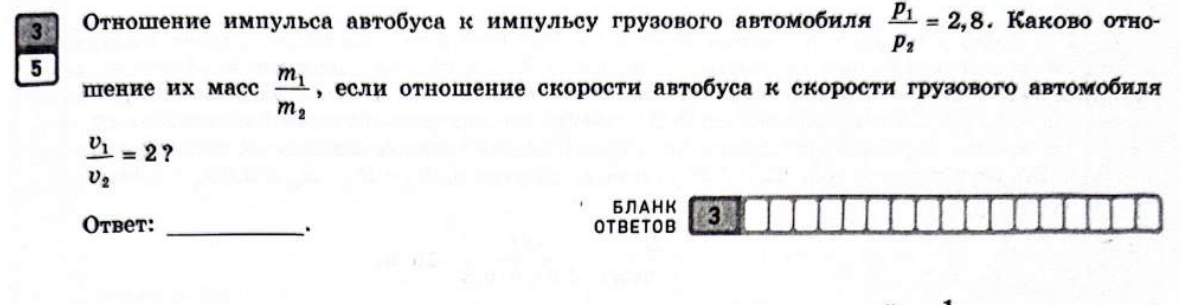 3 Отношение импульса автобуса к импульсу грузового автомобиля p₁/p₂ = 2,8. Каково отно-
5
шение их масс m₁/m₂, если отношение скорости автобуса к скорости грузового автомобиля
v₁/v₂ = 2?
Ответ: ____________.
БЛАНК ОТВЕТОВ 3